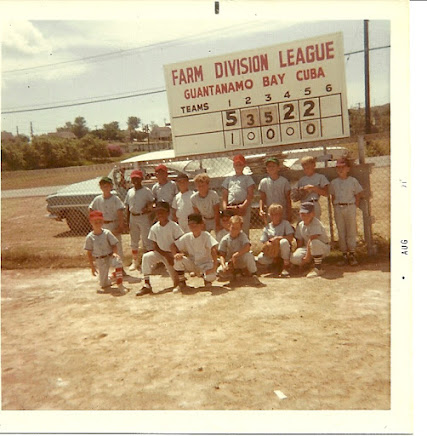 FARM DIVISION LEAGUE
GUANTANAMO BAY CUBA
TEAMS 1 2 3 4 5 6
5 3 5 2 2
1 0 0 0
AUG